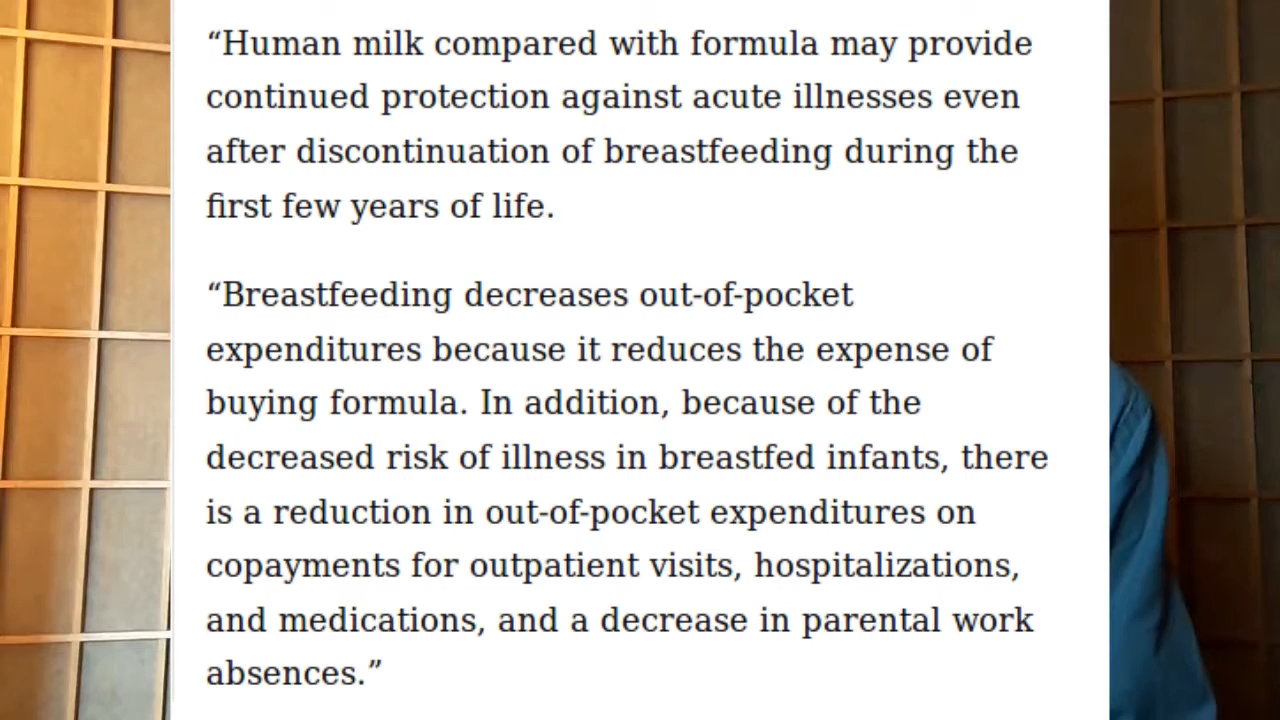 “Human milk compared with formula may provide
continued protection against acute illnesses even
after discontinuation of breastfeeding during the
first few years of life.
“Breastfeeding decreases out-of-pocket
expenditures because it reduces the expense of
buying formula. In addition, because of the
decreased risk of illness in breastfed infants, there
is a reduction in out-of-pocket expenditures on
copayments for outpatient visits, hospitalizations,
and medications, and a decrease in parental work
absences.”